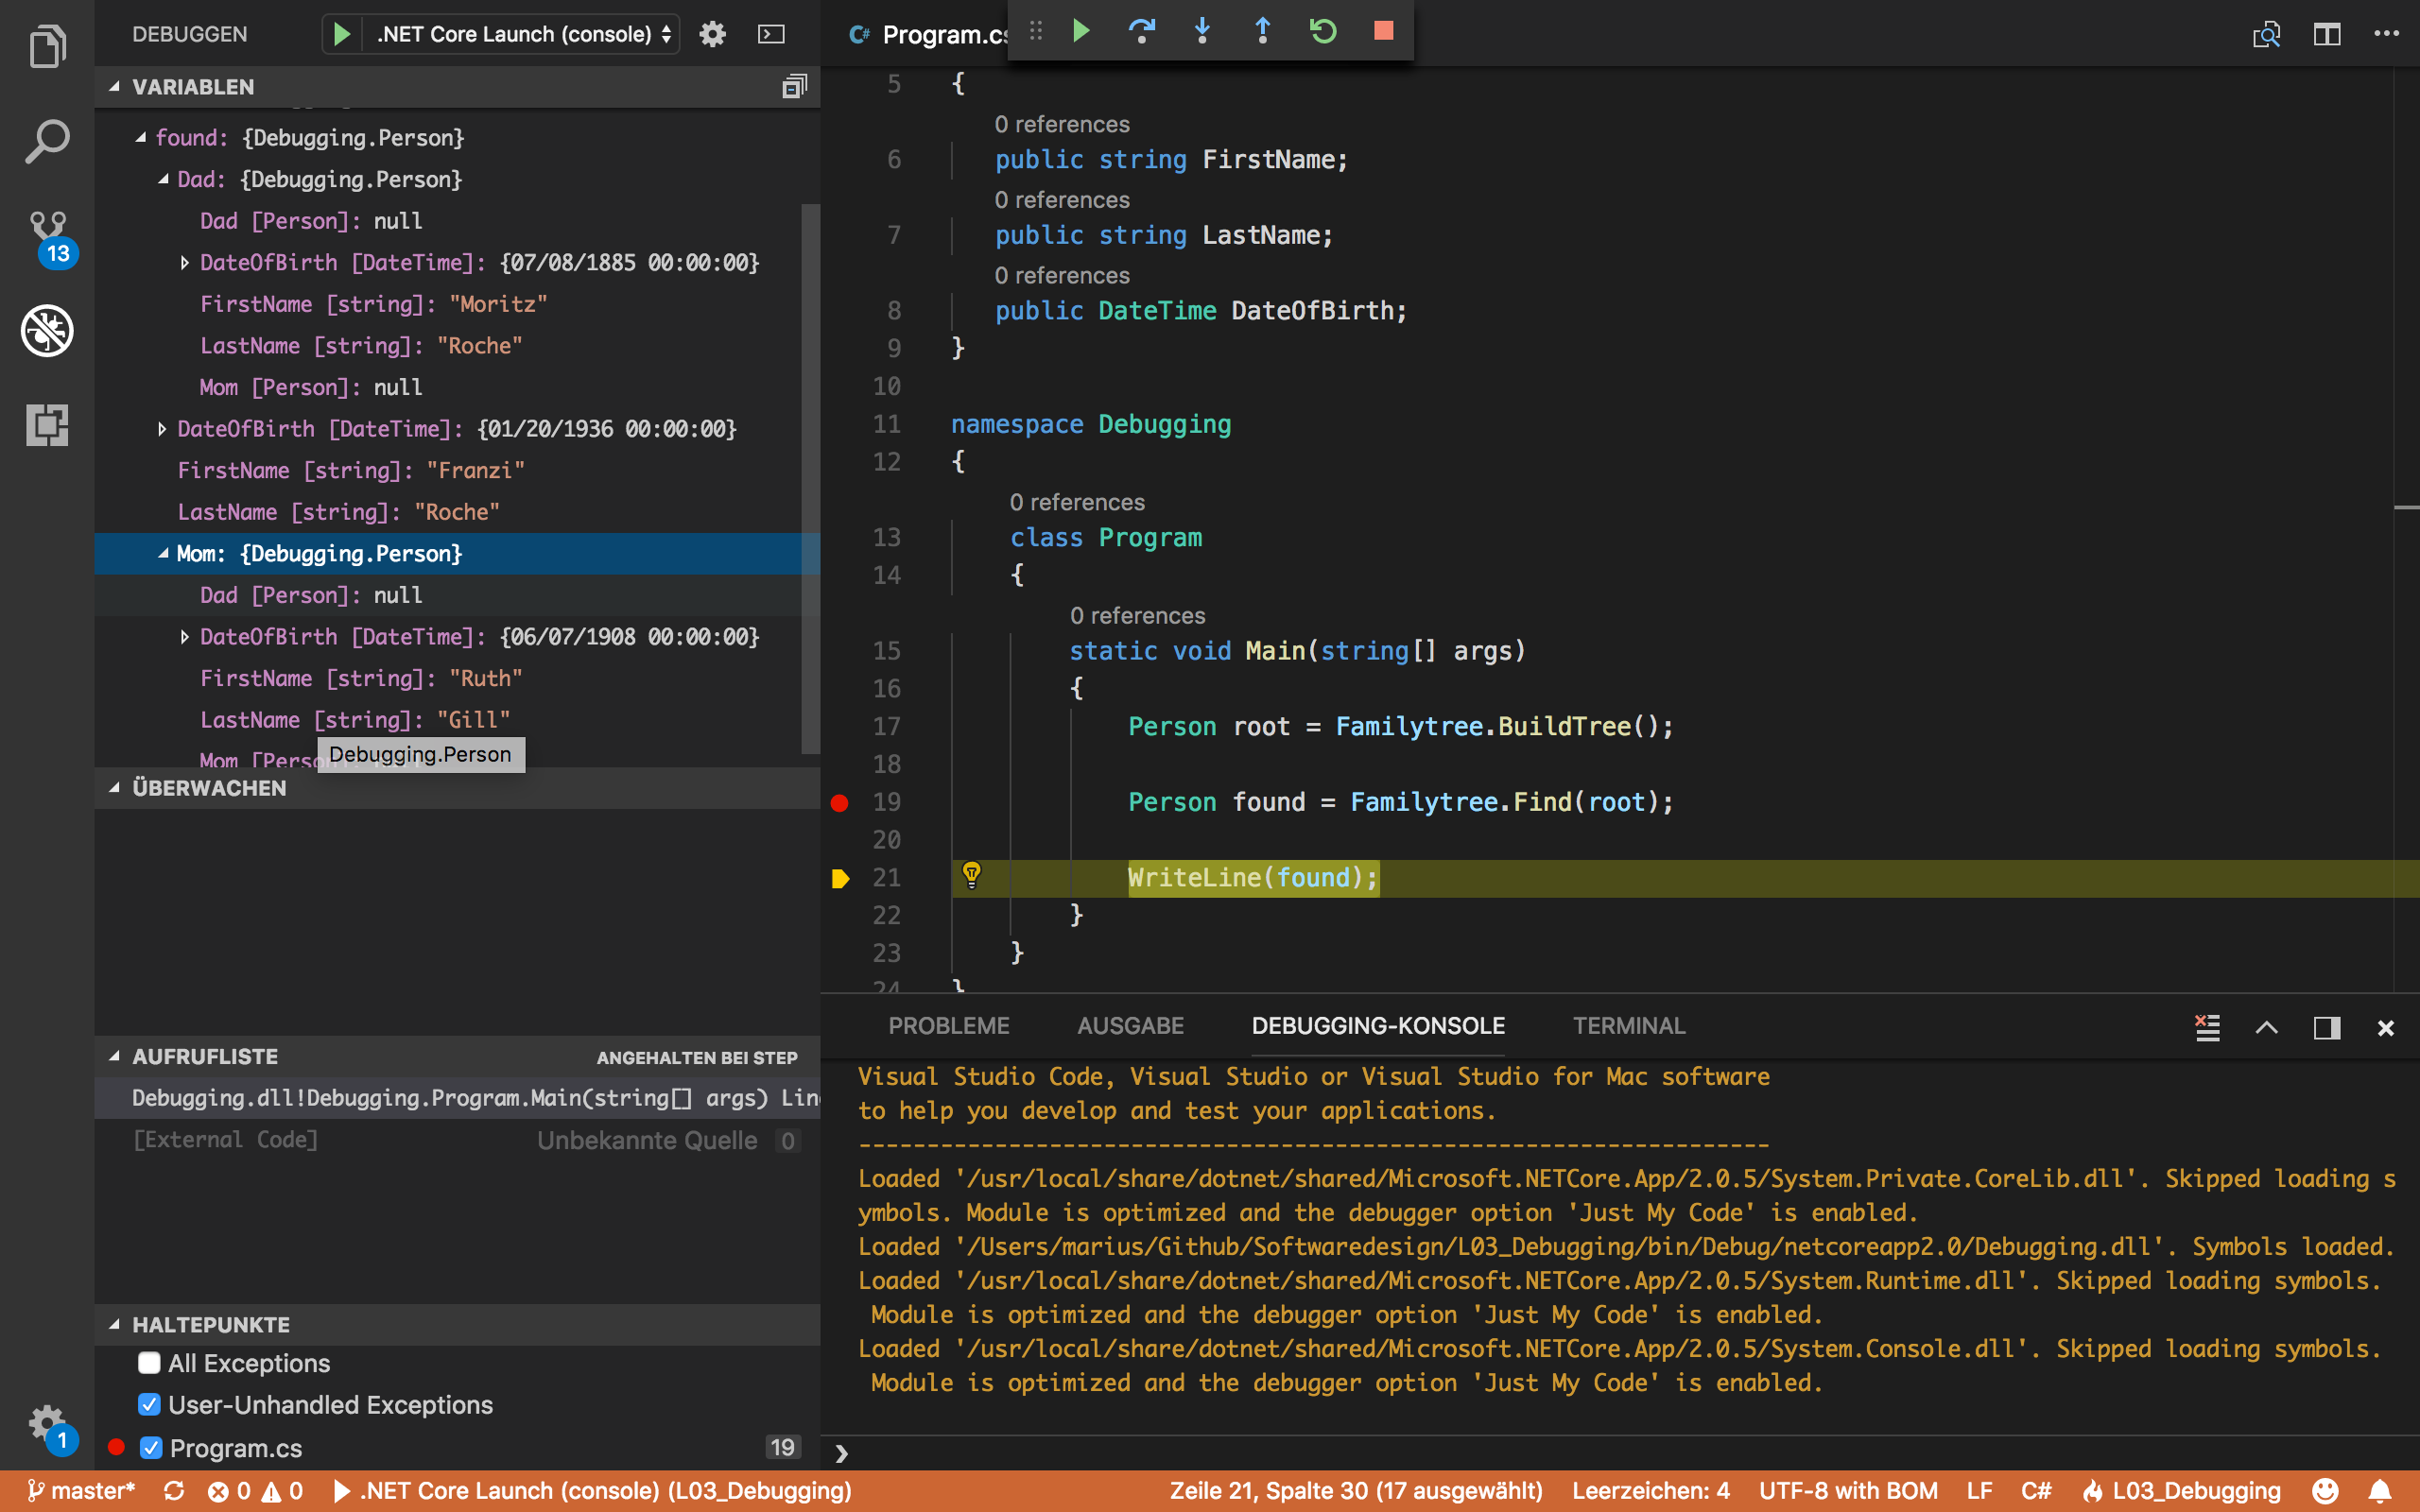 DEBUGGEN
.NET Core Launch (console)
VARIABLEN
found: {Debugging.Person}
Dad: {Debugging.Person}
Dad [Person]: null
DateOfBirth [DateTime]: {07/08/1885 00:00:00}
FirstName [string]: "Moritz"
LastName [string]: "Roche"
Mom [Person]: null
DateOfBirth [DateTime]: {01/20/1936 00:00:00}
FirstName [string]: "Franzi"
LastName [string]: "Roche"
Mom: {Debugging.Person}
Dad [Person]: null
DateOfBirth [DateTime]: {06/07/1908 00:00:00}
FirstName [string]: "Ruth"
LastName [string]: "Gill"
Mom
Debugging.Person
ÜBERWACHEN
AUFRUFLISTE
ANGEHALTEN BEI STEP
Debugging.dll!Debugging.Program.Main(string[] args)
[External Code] Unbekannte Quelle 0
HALTEPUNKTE
All Exceptions
User-Unhandled Exceptions
Program.cs 19
13
1
Program.cs
5 {
0 references
6 public string FirstName;
0 references
7 public string LastName;
0 references
8 public DateTime DateOfBirth;
9 }
10
11 namespace Debugging
12 {
0 references
13 class Program
14 {
0 references
15 static void Main(string[] args)
16 {
17 Person root = Familytree.BuildTree();
18
19 Person found = Familytree.Find(root);
20
21 WriteLine(found);
22 }
23 }
24 }
PROBLEME AUSGABE DEBUGGING-KONSOLE TERMINAL
Visual Studio Code, Visual Studio or Visual Studio for Mac software
to help you develop and test your applications.
-------------------------------------------------------------------
Loaded '/usr/local/share/dotnet/shared/Microsoft.NETCore.App/2.0.5/System.Private.CoreLib.dll'. Skipped loading s
ymbols. Module is optimized and the debugger option 'Just My Code' is enabled.
Loaded '/Users/marius/Github/Softwaredesign/L03_Debugging/bin/Debug/netcoreapp2.0/Debugging.dll'. Symbols loaded.
Loaded '/usr/local/share/dotnet/shared/Microsoft.NETCore.App/2.0.5/System.Runtime.dll'. Skipped loading symbols.
Module is optimized and the debugger option 'Just My Code' is enabled.
Loaded '/usr/local/share/dotnet/shared/Microsoft.NETCore.App/2.0.5/System.Console.dll'. Skipped loading symbols.
Module is optimized and the debugger option 'Just My Code' is enabled.
master* 0 0 .NET Core Launch (console) (L03_Debugging) Zeile 21, Spalte 30 (17 ausgewählt) Leerzeichen: 4 UTF-8 with BOM LF C# L03_Debugging